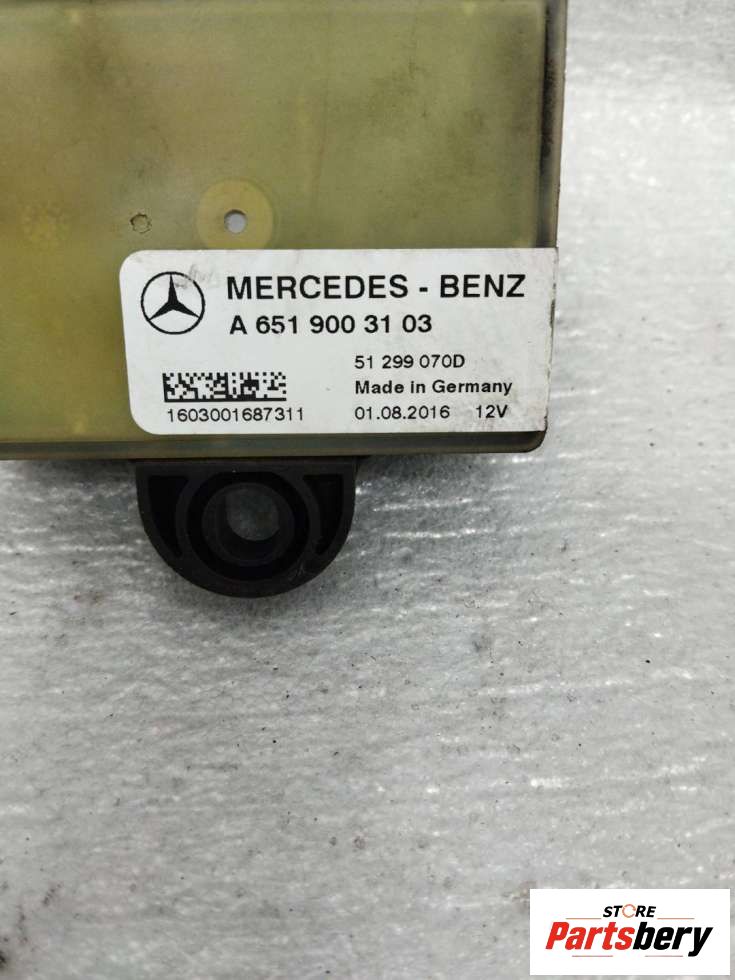 MERCEDES - BENZ
A 651 900 31 03
51 299 070D
Made in Germany
1603001687311
01.08.2016 12V
STORE
Partsbery